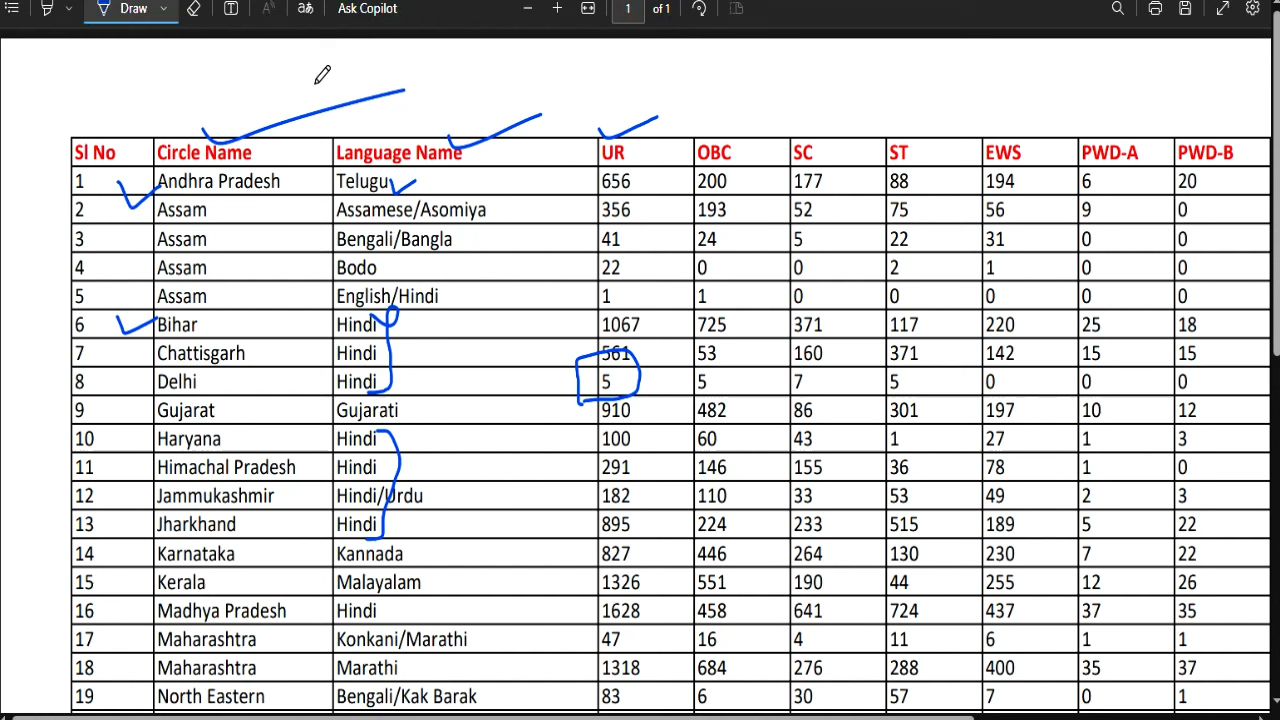 Draw
Ask Copilot
1 of 1
Sl No Circle Name Language Name UR OBC SC ST EWS PWD-A PWD-B
1 Andhra Pradesh Telugu 656 200 177 88 194 6 20
2 Assam Assamese/Asomiya 356 193 52 75 56 9 0
3 Assam Bengali/Bangla 41 24 5 22 31 0 0
4 Assam Bodo 22 0 0 2 1 0 0
5 Assam English/Hindi 1 1 0 0 0 0 0
6 Bihar Hindi 1067 725 371 117 220 25 18
7 Chattisgarh Hindi 561 53 160 371 142 15 15
8 Delhi Hindi 5 5 7 5 0 0 0
9 Gujarat Gujarati 910 482 86 301 197 10 12
10 Haryana Hindi 100 60 43 1 27 1 3
11 Himachal Pradesh Hindi 291 146 155 36 78 1 0
12 Jammukashmir Hindi/Urdu 182 110 33 53 49 2 3
13 Jharkhand Hindi 895 224 233 515 189 5 22
14 Karnataka Kannada 827 446 264 130 230 7 22
15 Kerala Malayalam 1326 551 190 44 255 12 26
16 Madhya Pradesh Hindi 1628 458 641 724 437 37 35
17 Maharashtra Konkani/Marathi 47 16 4 11 6 1 1
18 Maharashtra Marathi 1318 684 276 288 400 35 37
19 North Eastern Bengali/Kak Barak 83 6 30 57 7 0 1